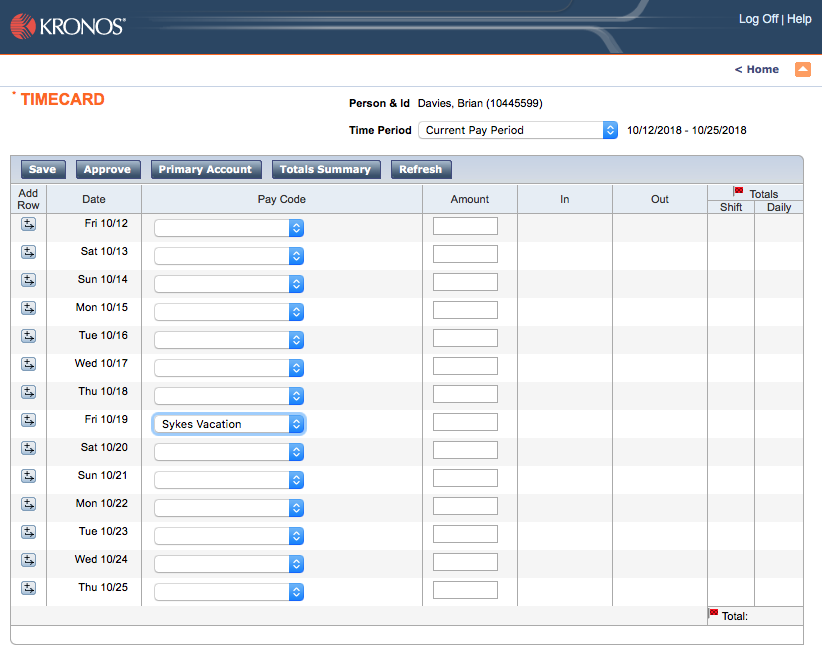 KRONOS®
Log Off | Help
< Home
* TIMECARD
Person & Id Davies, Brian (10445599)
Time Period Current Pay Period 10/12/2018 - 10/25/2018
Save Approve Primary Account Totals Summary Refresh
Add Row Date Pay Code Amount In Out Totals
Shift Daily
Fri 10/12
Sat 10/13
Sun 10/14
Mon 10/15
Tue 10/16
Wed 10/17
Thu 10/18
Fri 10/19 Sykes Vacation
Sat 10/20
Sun 10/21
Mon 10/22
Tue 10/23
Wed 10/24
Thu 10/25
Total: